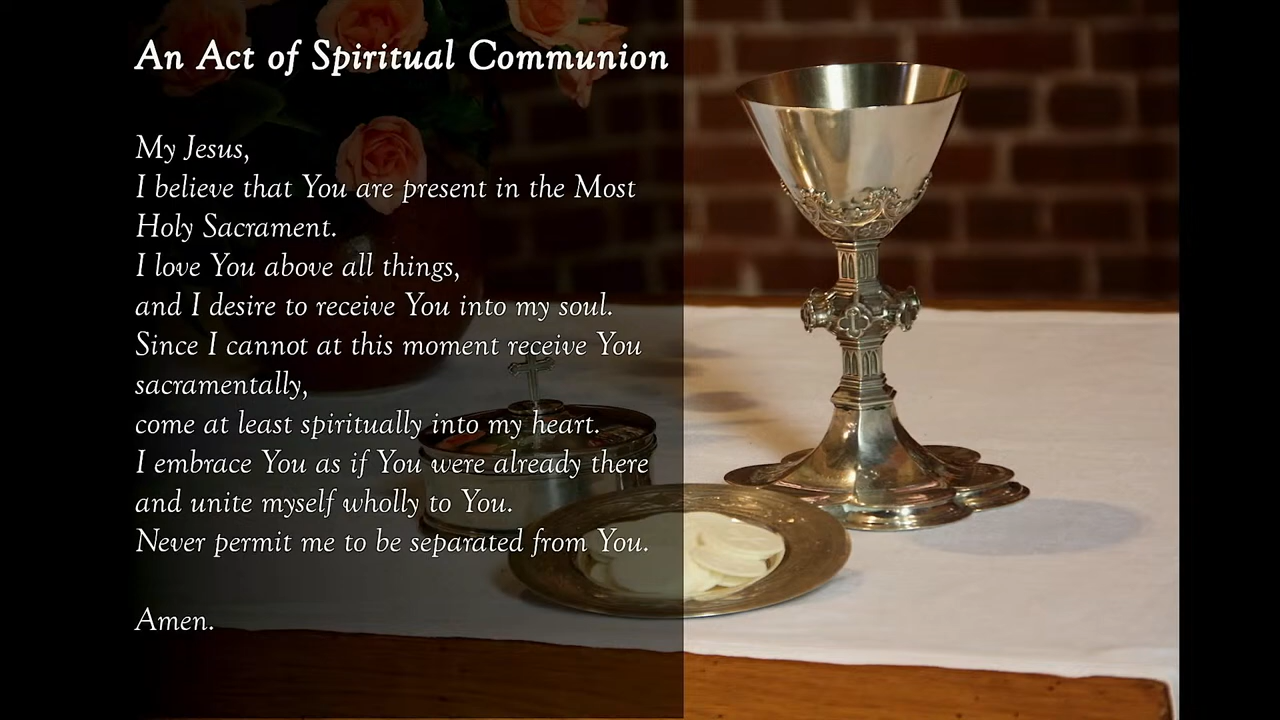 An Act of Spiritual Communion
My Jesus,
I believe that You are present in the Most
Holy Sacrament.
I love You above all things,
and I desire to receive You into my soul.
Since I cannot at this moment receive You
sacramentally,
come at least spiritually into my heart.
I embrace You as if You were already there
and unite myself wholly to You.
Never permit me to be separated from You.
Amen.